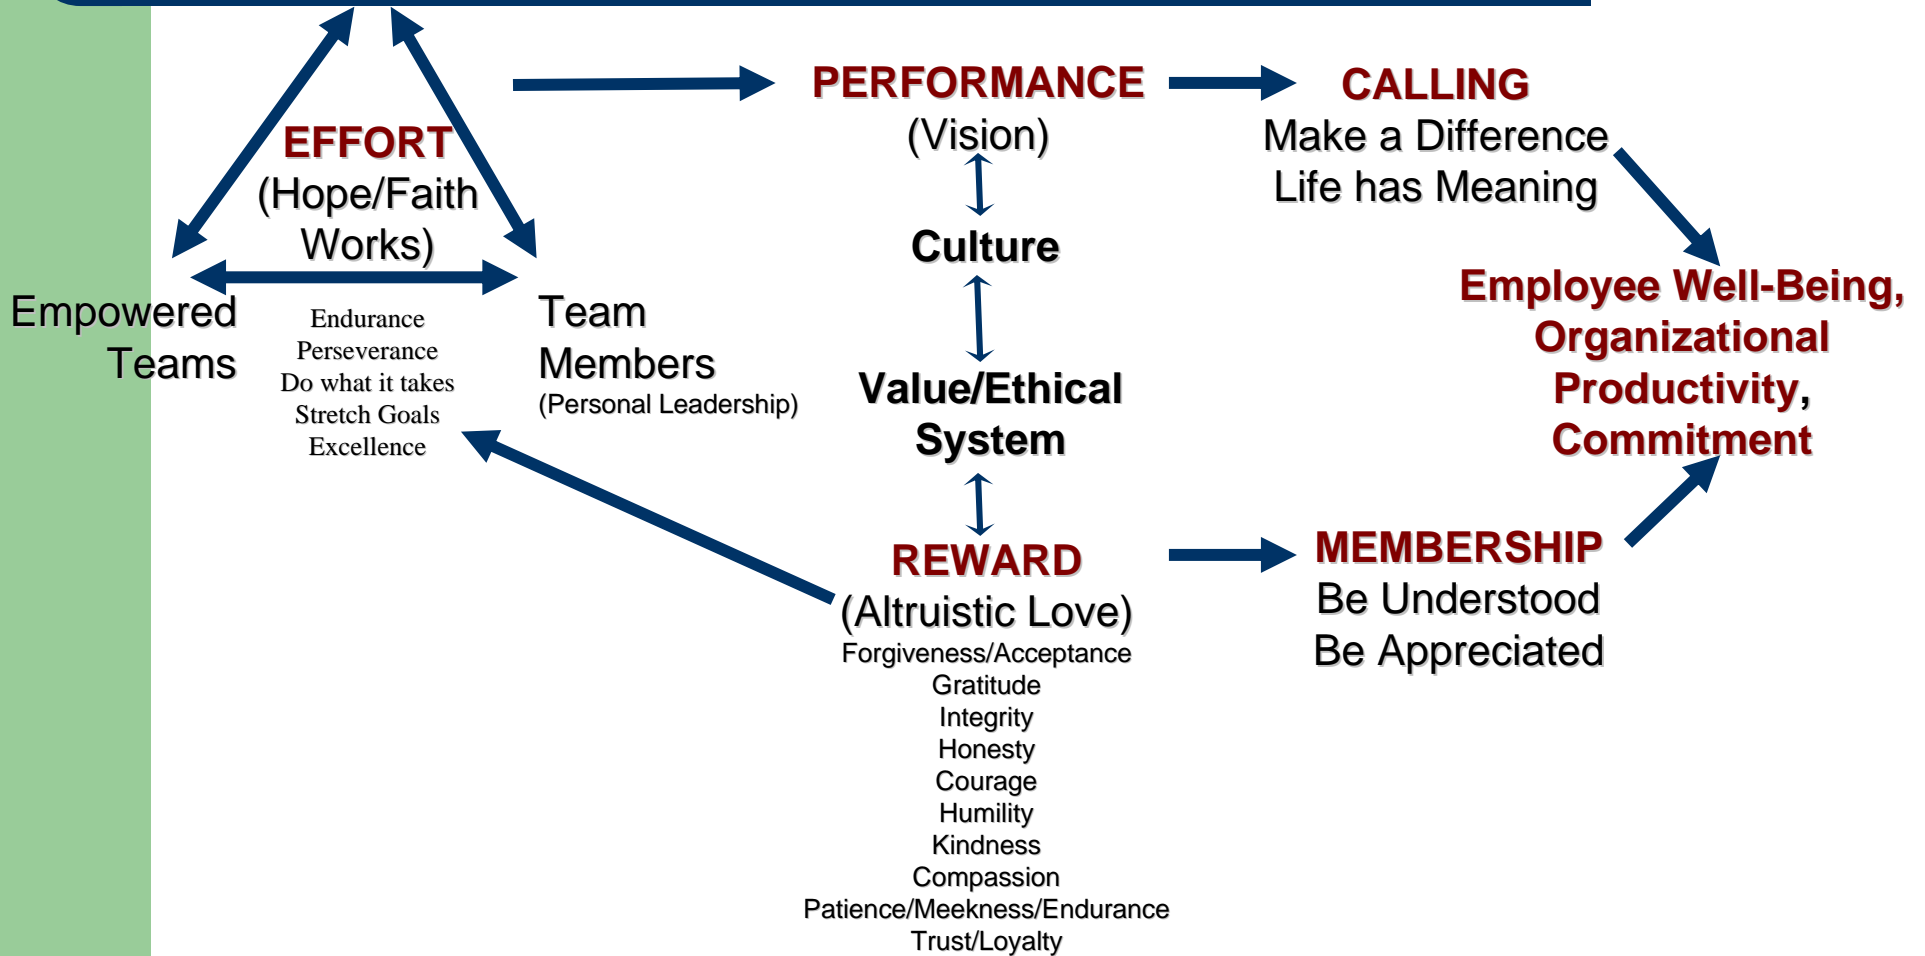 EFFORT
(Hope/Faith
Works)
Empowered
Teams
Endurance
Perseverance
Do what it takes
Stretch Goals
Excellence
Team
Members
(Personal Leadership)
PERFORMANCE
(Vision)
Culture
Value/Ethical
System
REWARD
(Altruistic Love)
Forgiveness/Acceptance
Gratitude
Integrity
Honesty
Courage
Humility
Kindness
Compassion
Patience/Meekness/Endurance
Trust/Loyalty
CALLING
Make a Difference
Life has Meaning
MEMBERSHIP
Be Understood
Be Appreciated
Employee Well-Being,
Organizational
Productivity,
Commitment